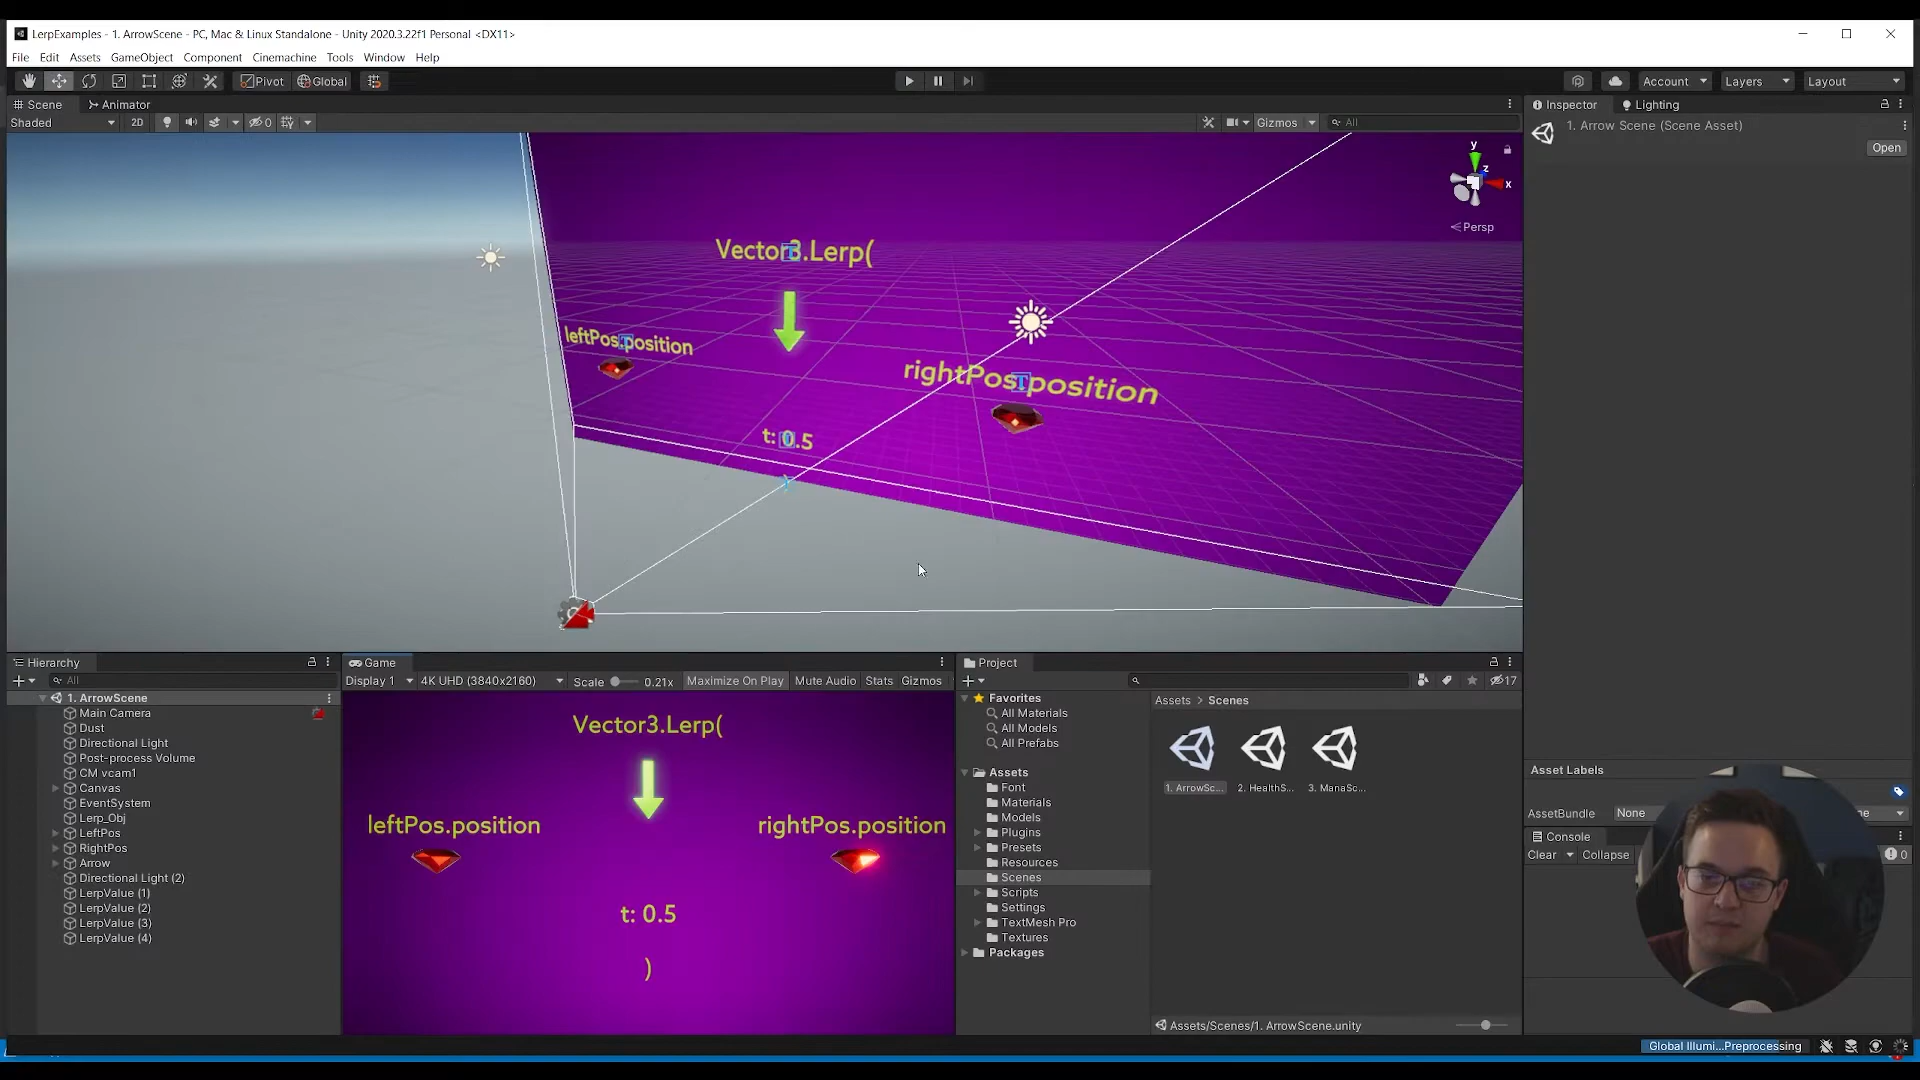 LerpExamples - 1. ArrowScene - PC, Mac & Linux Standalone - Unity 2020.3.22f1 Personal <DX11>
File Edit Assets GameObject Component Cinemachine Tools Window Help
Pivot Global Account Layers Layout
Scene Animator
Shaded 2D 0 Gizmos All
Vector3.Lerp(
leftPos.position
rightPos.position
t: 0.5
y
z
x
Persp
Inspector Lighting
1. Arrow Scene (Scene Asset)
Open
Asset Labels
AssetBundle None
Console
Clear Collapse 0
Hierarchy
All
1. ArrowScene
Main Camera
Dust
Directional Light
Post-process Volume
CM vcam1
Canvas
EventSystem
Lerp_Obj
LeftPos
RightPos
Arrow
Directional Light (2)
LerpValue (1)
LerpValue (2)
LerpValue (3)
LerpValue (4)
Game
Display 1 4K UHD (3840x2160) Scale 0.21x Maximize On Play Mute Audio Stats Gizmos
Vector3.Lerp(
leftPos.position rightPos.position
t: 0.5
)
Project
17
Favorites
All Materials
All Models
All Prefabs
Assets
Font
Materials
Models
Plugins
Presets
Resources
Scenes
Scripts
Settings
TextMesh Pro
Textures
Packages
Assets > Scenes
1. ArrowSc... 2. HealthS... 3. ManaSc...
Assets/Scenes/1. ArrowScene.unity
Global Illumi...Preprocessing